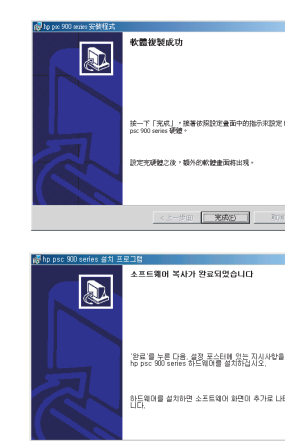 hp psc 900 series 安裝程式
軟體複製成功
按一下「完成」，接著依照設定畫面中的指示來設定
psc 900 series 硬體。
設定完硬體之後，額外的軟體畫面將出現。
< 上一步(B)
完成(F)
取消
hp psc 900 series 설치 프로그램
소프트웨어 복사가 완료되었습니다
'완료'를 누른 다음, 설정 포스터에 있는 지시사항을
hp psc 900 series 하드웨어를 설치하십시오.
하드웨어를 설치하면 소프트웨어 화면이 추가로 나타
니다.